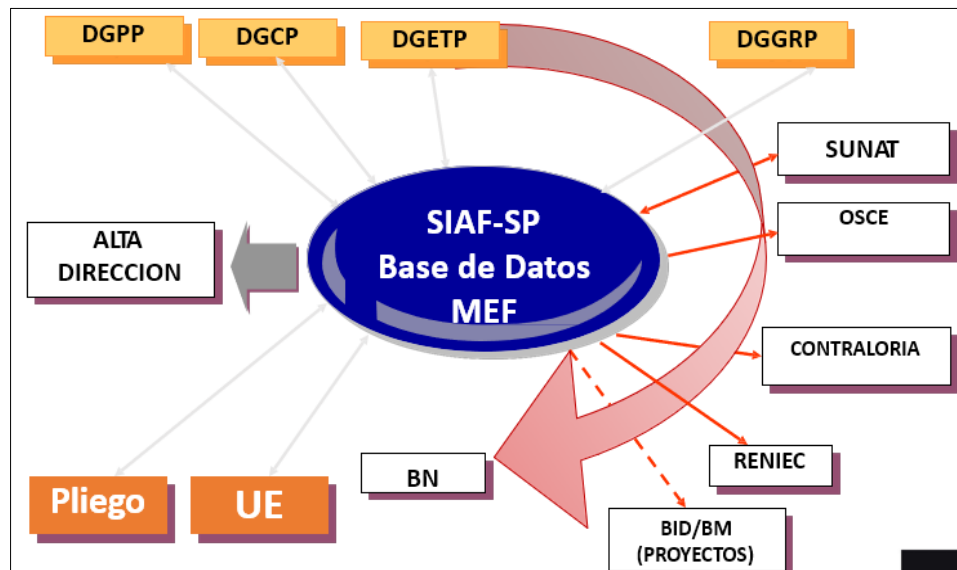 DGPP
DGCP
DGETP
DGGRP
SUNAT
OSCE
ALTA
DIRECCION
SIAF-SP
Base de Datos
MEF
CONTRALORIA
RENIEC
BN
Pliego
UE
BID/BM
(PROYECTOS)